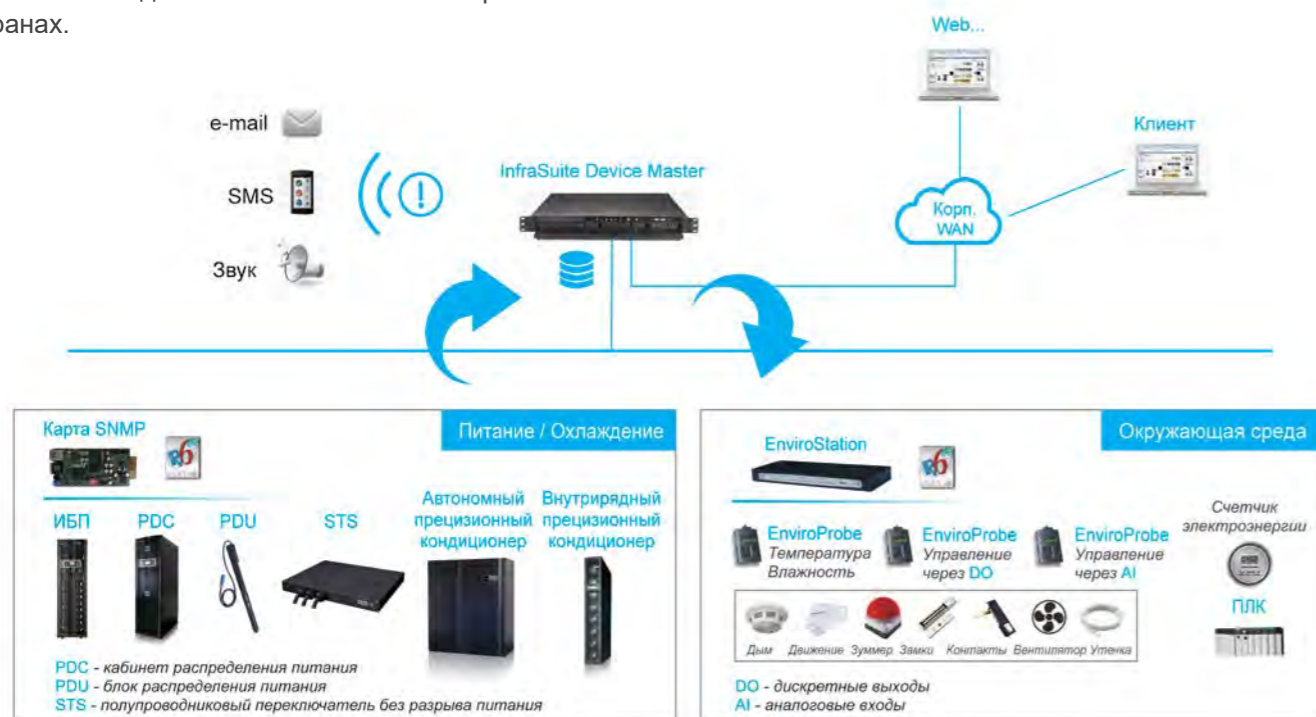 ранах.
Web...
Клиент
e-mail
SMS
Звук
InfraSuite Device Master
Корп.
WAN
Карта SNMP
Питание / Охлаждение
ИБП
PDC
PDU
STS
Автономный
прецизионный
кондиционер
Внутрирядный
прецизионный
кондиционер
PDC - кабинет распределения питания
PDU - блок распределения питания
STS - полупроводниковый переключатель без разрыва питания
EnviroStation
Окружающая среда
EnviroProbe
Температура
Влажность
EnviroProbe
Управление
через DO
EnviroProbe
Управление
через AI
Счетчик
электроэнергии
ПЛК
Дым Движение Зуммер Замки Контакты Вентилятор Утечка
DO - дискретные выходы
AI - аналоговые входы